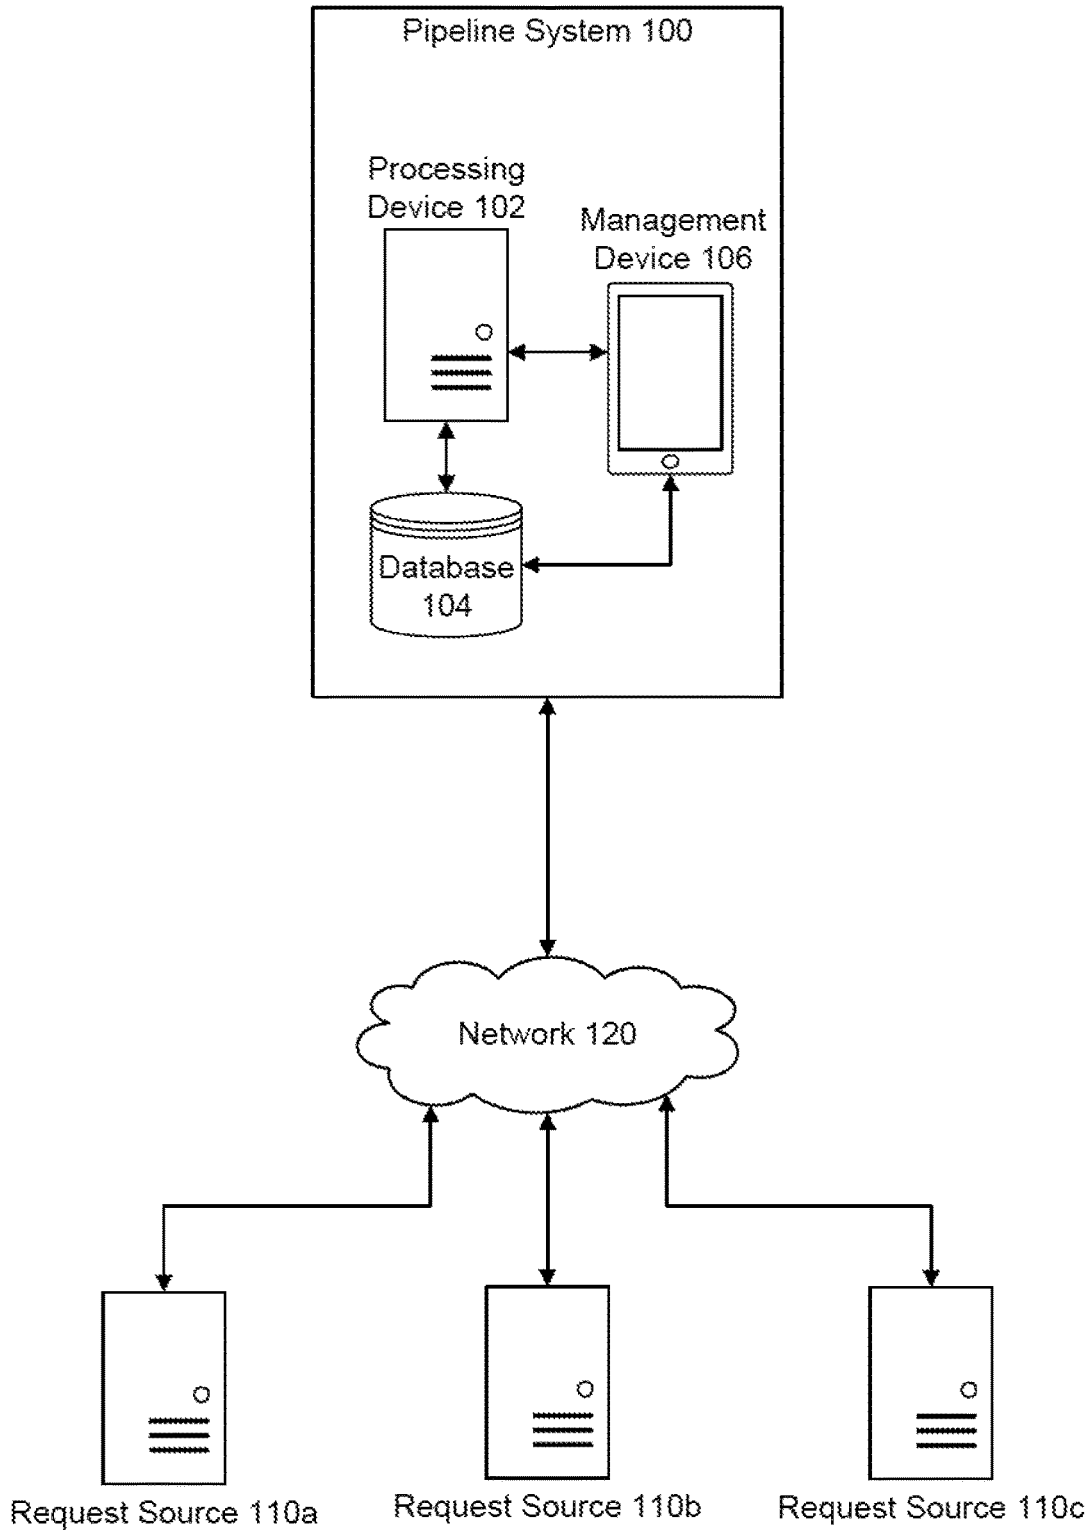 Pipeline System 100
Processing
Device 102
Management
Device 106
Database
104
Network 120
Request Source 110a
Request Source 110b
Request Source 110c